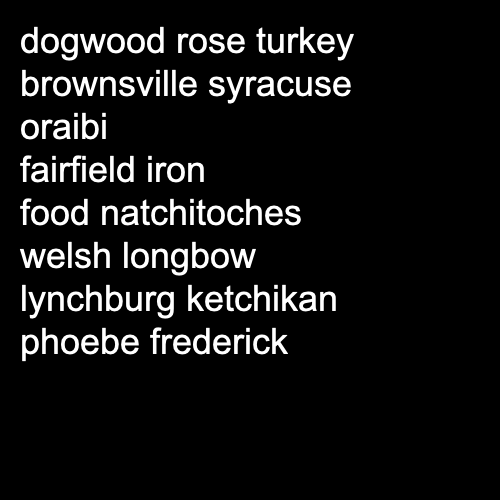 dogwood rose turkey
brownsville syracuse
oraibi
fairfield iron
food natchitoches
welsh longbow
lynchburg ketchikan
phoebe frederick